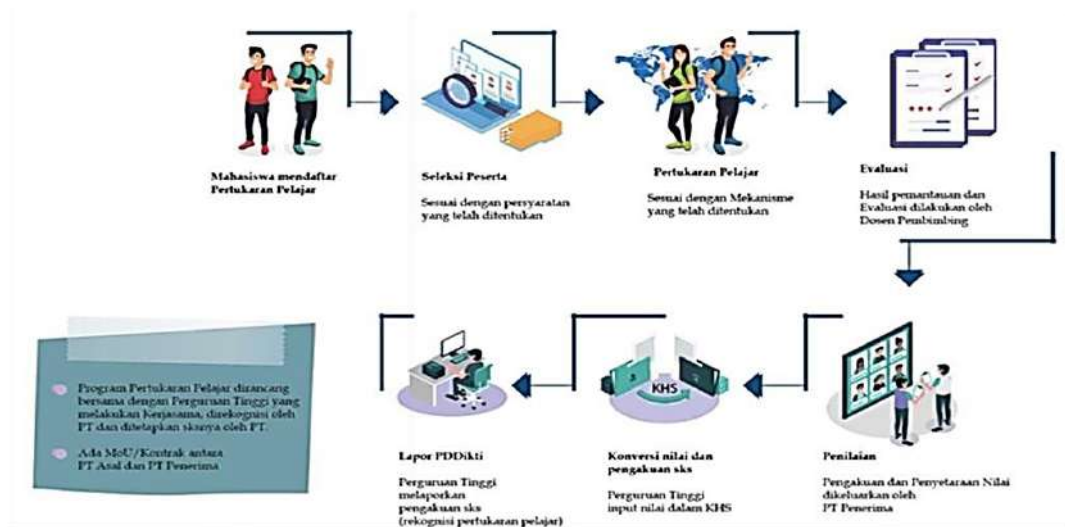 Mahasiswa mendaftar
Pertukaran Pelajar
Seleksi Peserta
Sesuai dengan persyaratan
yang telah ditentukan
Pertukaran Pelajar
Sesuai dengan Mekanisme
yang telah ditentukan
Evaluasi
Hasil pemantauan dan
Evaluasi dilakukan oleh
Dosen Pembimbing
Penilaian
Pengakuan dan Penyetaraan Nilai
dikeluarkan oleh
PT Penerima
KHS
Konversi nilai dan
pengakuan sks
Perguruan Tinggi
input nilai dalam KHS
Lapor PDDikti
Perguruan Tinggi
melaporkan
pengakuan sks
(rekognisi pertukaran pelajar)
Program Pertukaran Pelajar dirancang
bersama dengan Perguruan Tinggi yang
melakukan Kerjasama, direkognisi oleh
PT dan ditetapkan sksnya oleh PT.
Ada MoU/Kontrak antara
PT Asal dan PT Penerima